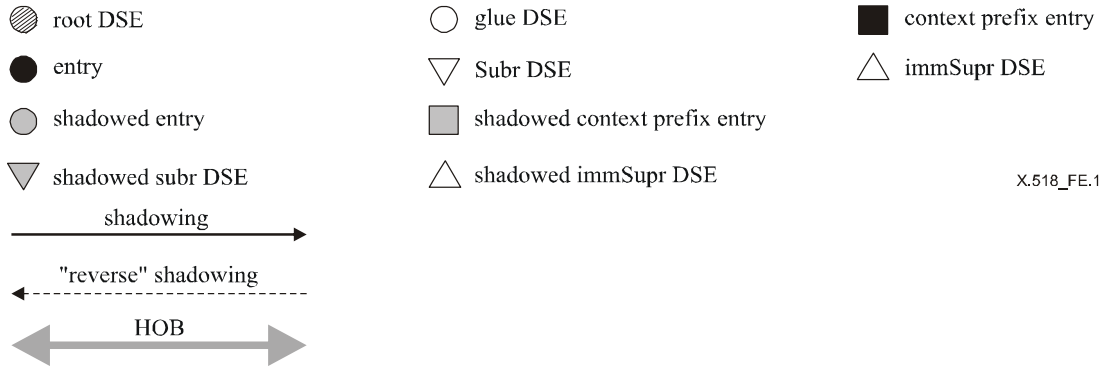 root DSE
glue DSE
context prefix entry
entry
Subr DSE
immSupr DSE
shadowed entry
shadowed context prefix entry
shadowed subr DSE
shadowed immSupr DSE
X.518_FE.1
shadowing
"reverse" shadowing
HOB